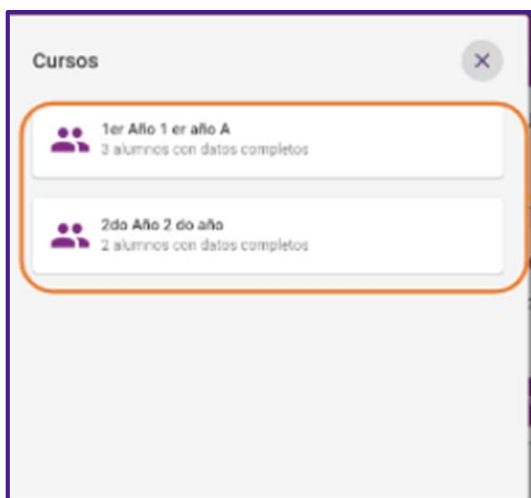 Cursos
1er Año 1 er año A
3 alumnos con datos completos
2do Año 2 do año
2 alumnos con datos completos